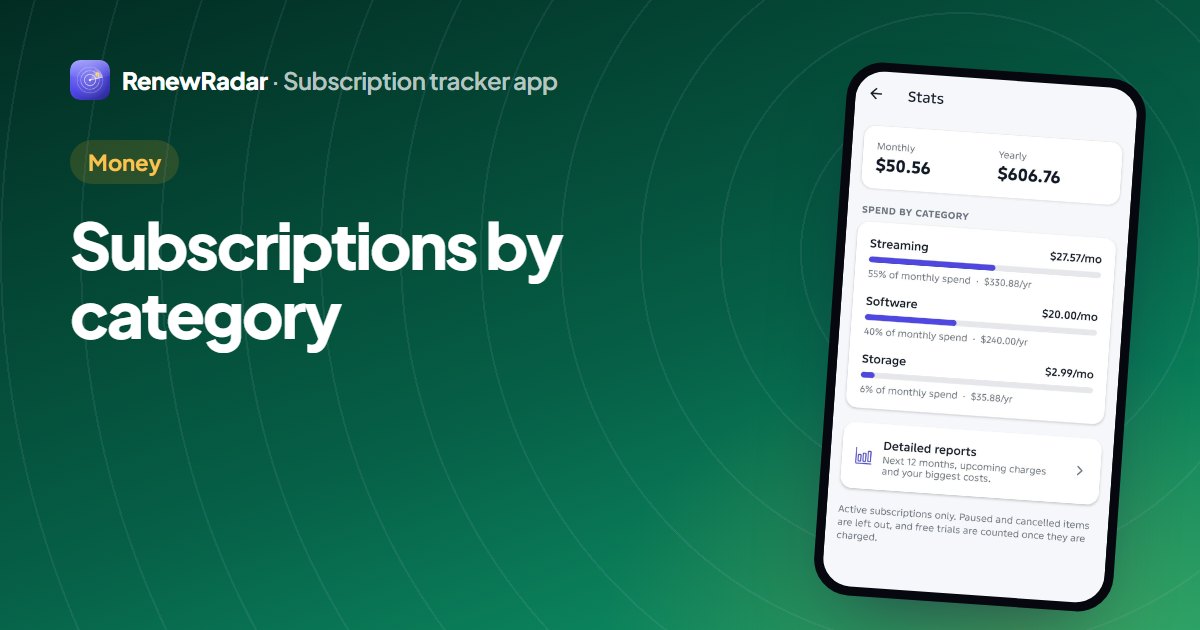 RenewRadar · Subscription tracker app
Money
Subscriptions by
category
Stats
Monthly
$50.56
Yearly
$606.76
SPEND BY CATEGORY
Streaming
$27.57/mo
55% of monthly spend · $330.88/yr
Software
$20.00/mo
40% of monthly spend · $240.00/yr
Storage
$2.99/mo
6% of monthly spend · $35.88/yr
Detailed reports
Next 12 months, upcoming charges
and your biggest costs.
Active subscriptions only. Paused and cancelled items
are left out, and free trials are counted once they are
charged.